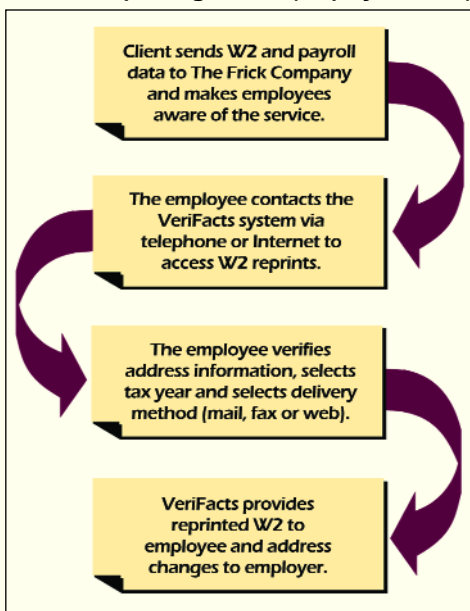 Client sends W2 and payroll
data to The Frick Company
and makes employees
aware of the service.
The employee contacts the
VeriFacts system via
telephone or Internet to
access W2 reprints.
The employee verifies
address information, selects
tax year and selects delivery
method (mail, fax or web).
VeriFacts provides
reprinted W2 to
employee and address
changes to employer.